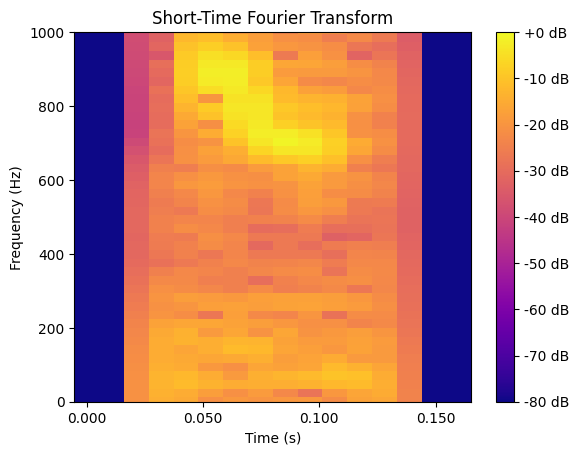 Short-Time Fourier Transform
1000
800
600
400
200
0
Frequency (Hz)
0.000
0.050
0.100
0.150
Time (s)
+0 dB
-10 dB
-20 dB
-30 dB
-40 dB
-50 dB
-60 dB
-70 dB
-80 dB